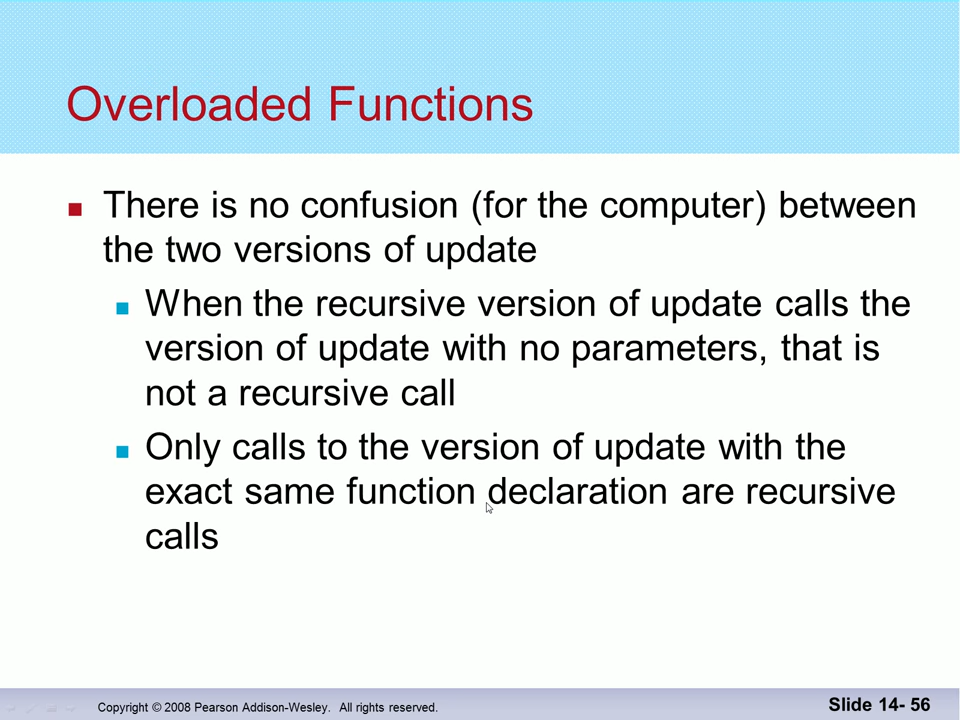 Overloaded Functions
There is no confusion (for the computer) between
the two versions of update
When the recursive version of update calls the
version of update with no parameters, that is
not a recursive call
Only calls to the version of update with the
exact same function declaration are recursive
calls
Copyright © 2008 Pearson Addison-Wesley. All rights reserved.
Slide 14- 56